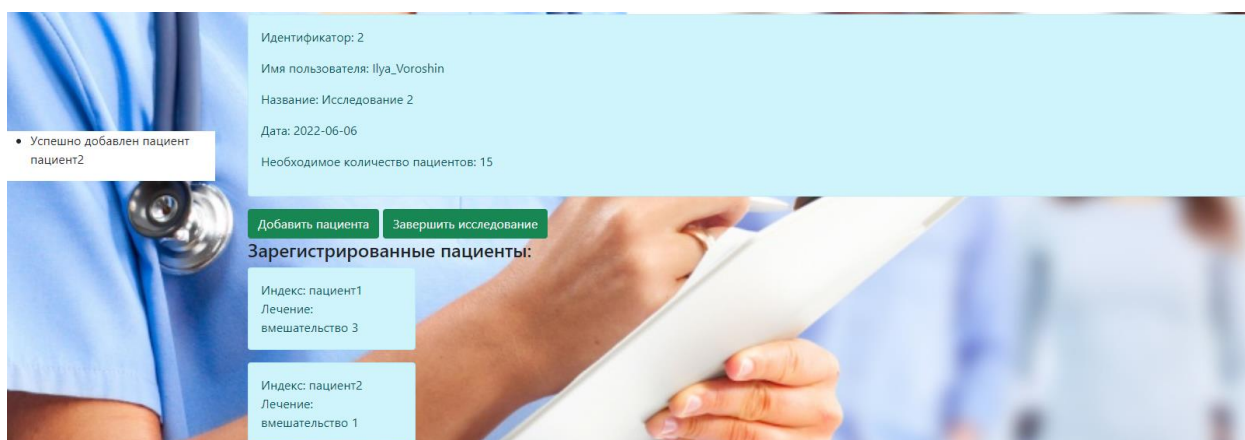 Идентификатор: 2
Имя пользователя: Ilya_Voroshin
Название: Исследование 2
Дата: 2022-06-06
Необходимое количество пациентов: 15
Успешно добавлен пациент
пациент2
Добавить пациента
Завершить исследование
Зарегистрированные пациенты:
Индекс: пациент1
Лечение:
вмешательство 3
Индекс: пациент2
Лечение:
вмешательство 1